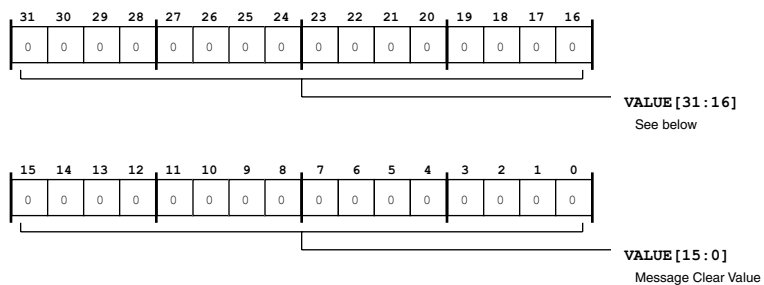 31 30 29 28 27 26 25 24 23 22 21 20 19 18 17 16
0 0 0 0 0 0 0 0 0 0 0 0 0 0 0 0
VALUE[31:16]
See below
15 14 13 12 11 10 9 8 7 6 5 4 3 2 1 0
0 0 0 0 0 0 0 0 0 0 0 0 0 0 0 0
VALUE[15:0]
Message Clear Value